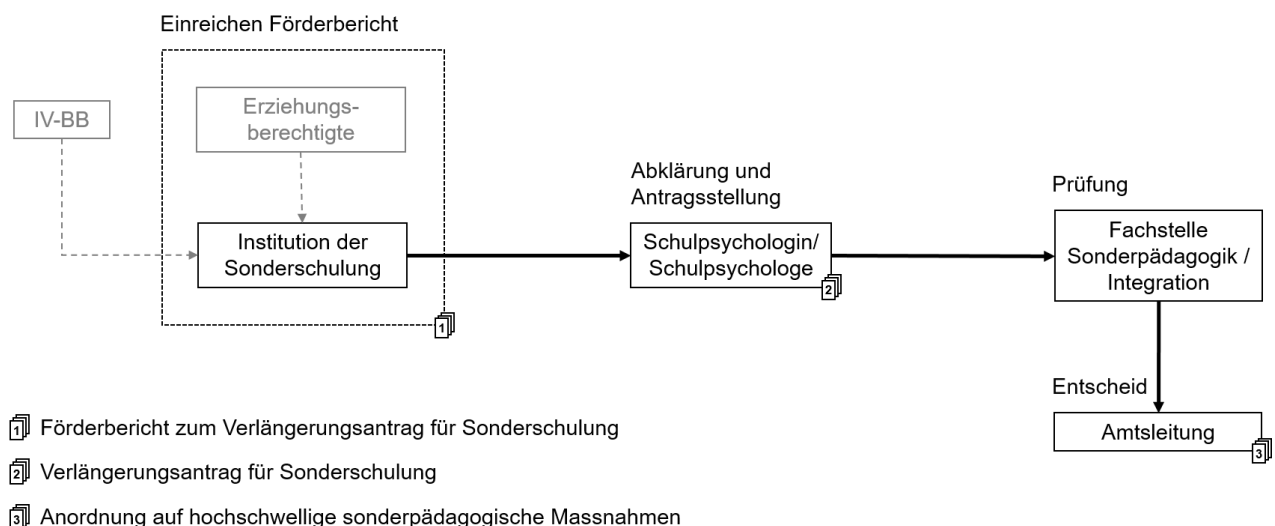 Einreichen Förderbericht
IV-BB
Erziehungs-
berechtigte
Institution der
Sonderschulung
1
Abklärung und
Antragsstellung
Schulpsychologin/
Schulpsychologe
2
Prüfung
Fachstelle
Sonderpädagogik /
Integration
Entscheid
Amtsleitung
3
1 Förderbericht zum Verlängerungsantrag für Sonderschulung
2 Verlängerungsantrag für Sonderschulung
3 Anordnung auf hochschwellige sonderpädagogische Massnahmen